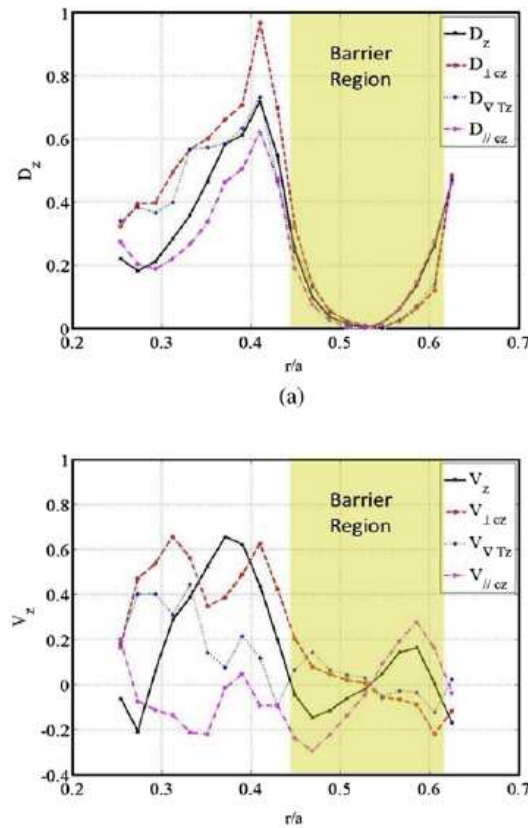 1
0.8
0.6
0.4
0.2
0
D_z
0.2 0.3 0.4 0.5 0.6 0.7
r/a
Barrier
Region
D_z
D_⊥cz
D_∇Tz
D_//cz
(a)
1
0.8
0.6
0.4
0.2
0
-0.2
-0.4
V_z
0.2 0.3 0.4 0.5 0.6 0.7
r/a
Barrier
Region
V_z
V_⊥cz
V_∇Tz
V_//cz